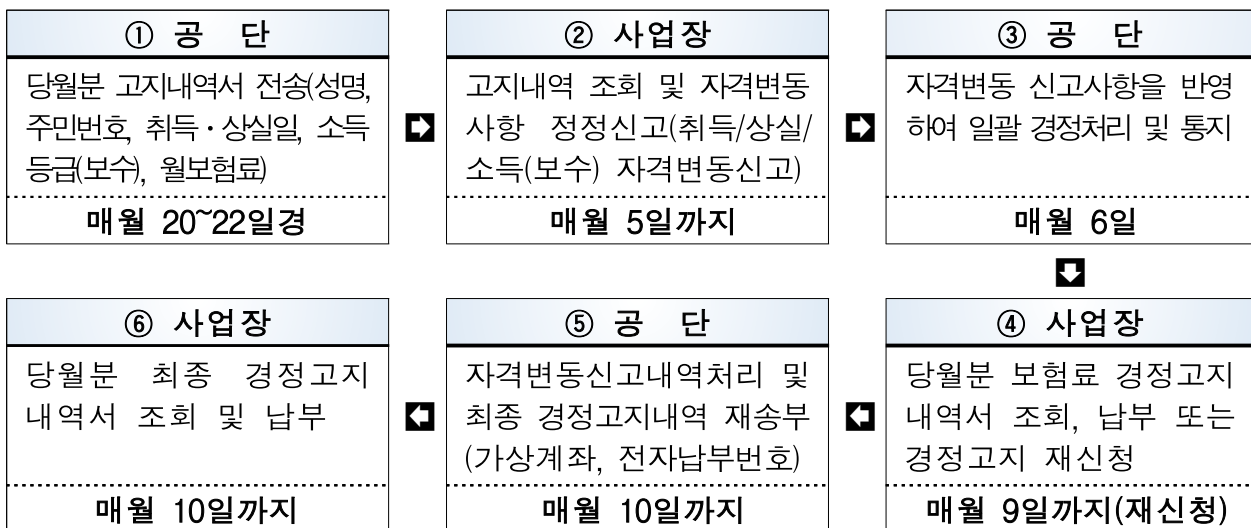 ① 공 단
당월분 고지내역서 전송(성명,
주민번호, 취득·상실일, 소득
등급(보수), 월보험료)
매월 20~22일경
② 사업장
고지내역 조회 및 자격변동
사항 정정신고(취득/상실/
소득(보수) 자격변동신고)
매월 5일까지
③ 공 단
자격변동 신고사항을 반영
하여 일괄 경정처리 및 통지
매월 6일
④ 사업장
당월분 보험료 경정고지
내역서 조회, 납부 또는
경정고지 재신청
매월 9일까지(재신청)
⑤ 공 단
자격변동신고내역처리 및
최종 경정고지내역 재송부
(가상계좌, 전자납부번호)
매월 10일까지
⑥ 사업장
당월분 최종 경정고지
내역서 조회 및 납부
매월 10일까지